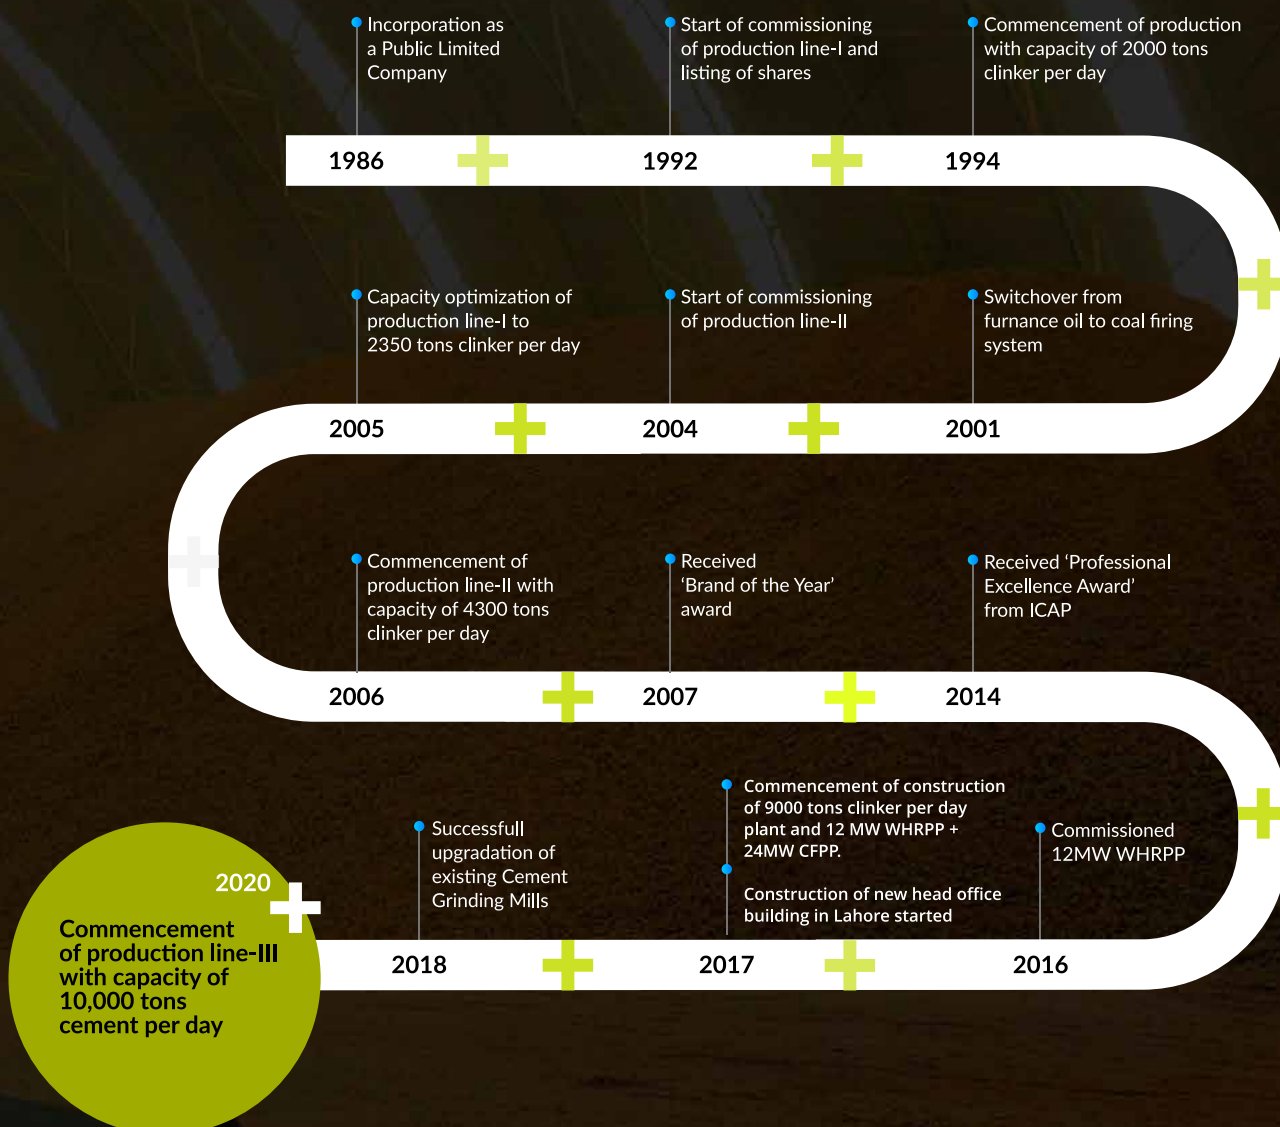 Incorporation as
a Public Limited
Company
1986
Start of commissioning
of production line-I and
listing of shares
1992
Commencement of production
with capacity of 2000 tons
clinker per day
1994
Switchover from
furnance oil to coal firing
system
2001
Start of commissioning
of production line-II
2004
Capacity optimization of
production line-I to
2350 tons clinker per day
2005
Commencement of
production line-II with
capacity of 4300 tons
clinker per day
2006
Received
‘Brand of the Year’
award
2007
Received ‘Professional
Excellence Award’
from ICAP
2014
Commissioned
12MW WHRPP
2016
Commencement of construction
of 9000 tons clinker per day
plant and 12 MW WHRPP +
24MW CFPP.
Construction of new head office
building in Lahore started
2017
Successfull
upgradation of
existing Cement
Grinding Mills
2018
2020
Commencement
of production line-III
with capacity of
10,000 tons
cement per day